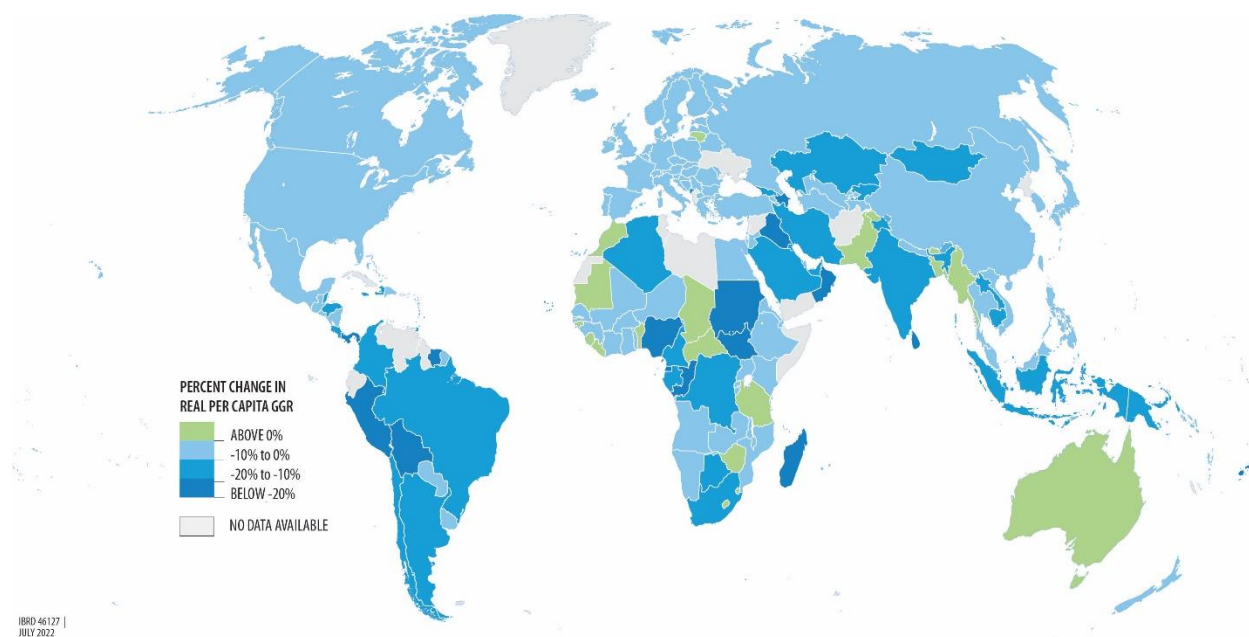 PERCENT CHANGE IN
REAL PER CAPITA GGR
ABOVE 0%
-10% to 0%
-20% to -10%
BELOW -20%
NO DATA AVAILABLE
IBRD 46127 |
JULY 2022